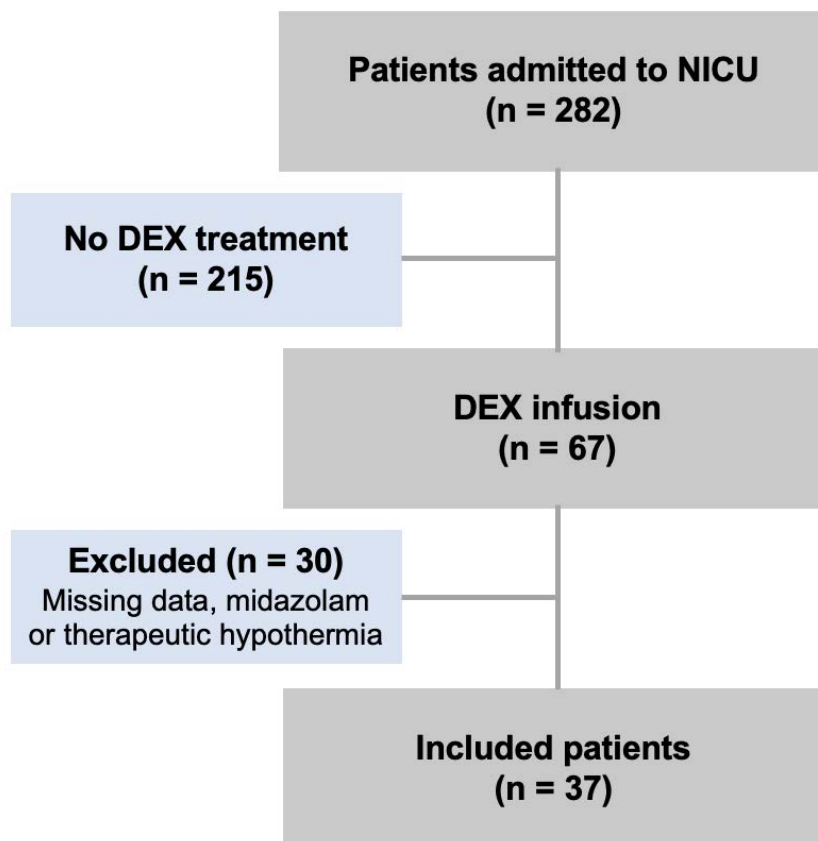 Patients admitted to NICU
(n = 282)
No DEX treatment
(n = 215)
DEX infusion
(n = 67)
Excluded (n = 30)
Missing data, midazolam
or therapeutic hypothermia
Included patients
(n = 37)